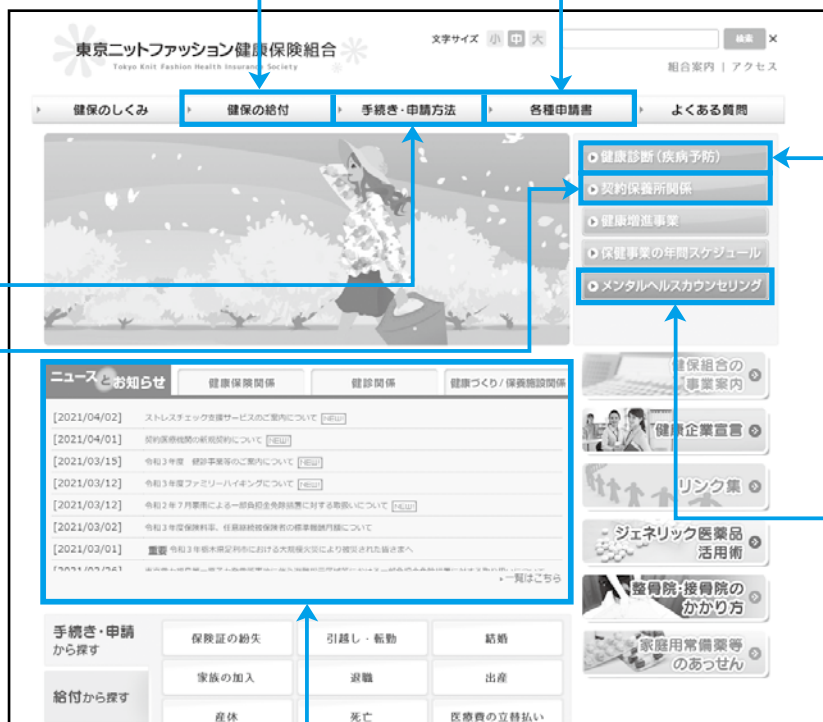 東京ニットファッション健康保険組合
Tokyo Knit Fashion Health Insurance Society
文字サイズ 小 中 大
検索
組合案内 | アクセス
健保のしくみ
健保の給付
手続き・申請方法
各種申請書
よくある質問
健康診断(疾病予防)
契約保養所関係
健康増進事業
保健事業の年間スケジュール
メンタルヘルスカウンセリング
ニュースとお知らせ
健康保険関係
健診関係
健康づくり/保養施設関係
[2021/04/02] ストレスチェック支援サービスのご案内について NEW!
[2021/04/01] 契約医療機関の新規契約について NEW!
[2021/03/15] 令和3年度 健診事業等のご案内について NEW!
[2021/03/12] 令和3年度ファミリーハイキングについて NEW!
[2021/03/12] 令和2年7月豪雨による一部負担金免除措置に対する取扱いについて NEW!
[2021/03/02] 令和3年度保険料率、任意継続被保険者の標準報酬月額について
[2021/03/01] 重要 令和3年栃木県足利市における大規模火災により被災された皆さまへ
[2021/02/26]
一覧はこちら
健保組合の
事業案内
健康企業宣言
リンク集
ジェネリック医薬品
活用術
整骨院・接骨院の
かかり方
家庭用常備薬等
のあっせん
手続き・申請
から探す
保険証の紛失
引越し・転勤
結婚
家族の加入
退職
出産
給付から探す
産休
死亡
医療費の立替払い